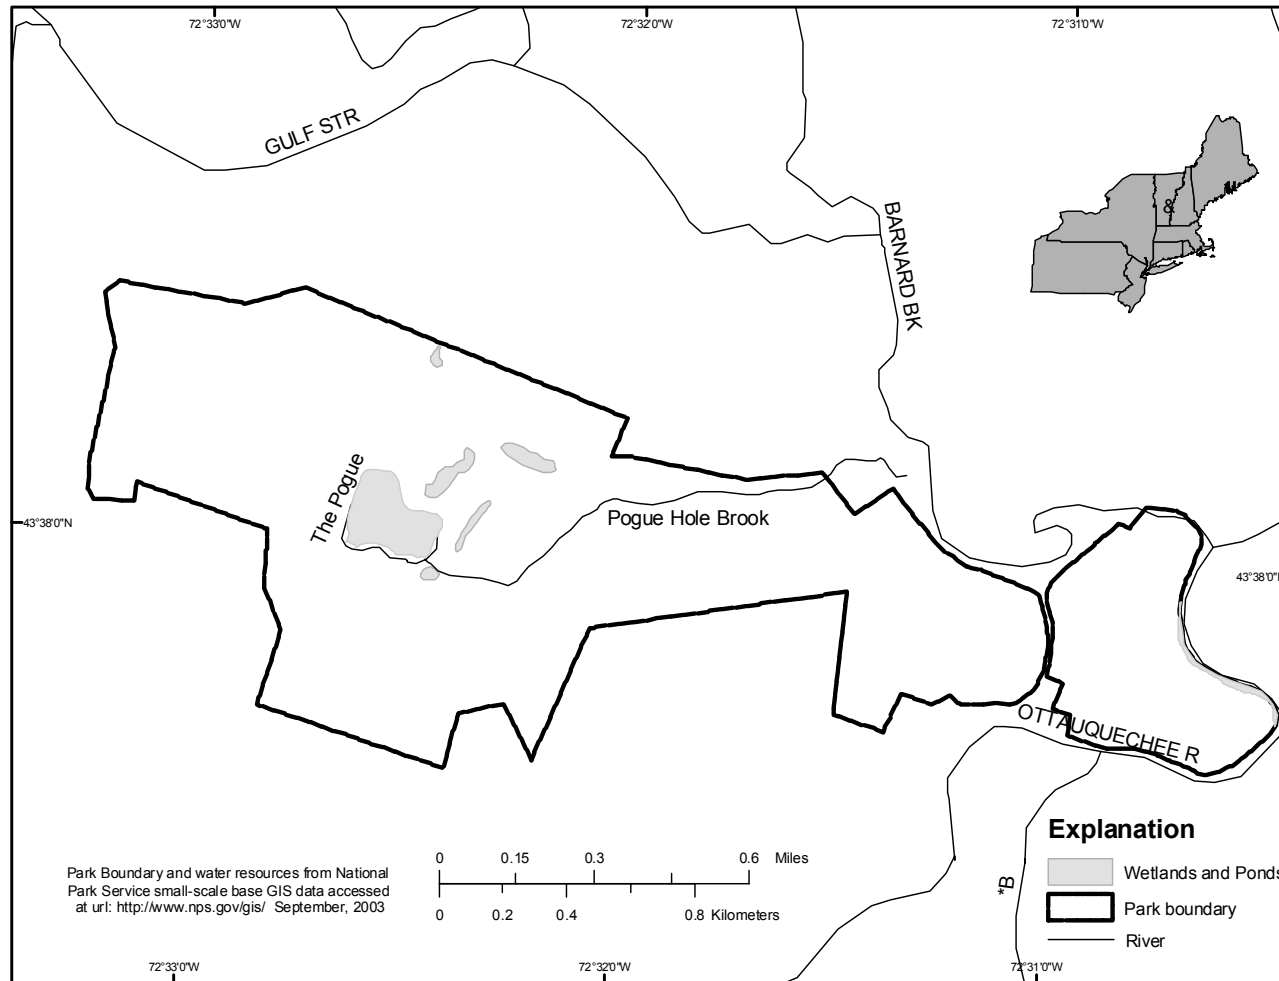 72°33'0"W
72°32'0"W
72°31'0"W
GULF STR
&
BARNARD BK
The Pogue
Pogue Hole Brook
43°38'0"N
43°38'0"N
OTTAUQUECHEE R
*B
Explanation
Wetlands and Ponds
Park boundary
River
0 0.15 0.3 0.6 Miles
0 0.2 0.4 0.8 Kilometers
Park Boundary and water resources from National
Park Service small-scale base GIS data accessed
at url: http://www.nps.gov/gis/ September, 2003
72°33'0"W
72°32'0"W
72°31'0"W